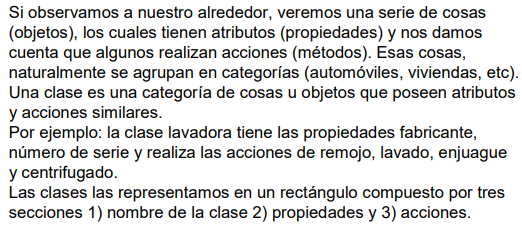 Si observamos a nuestro alrededor, veremos una serie de cosas
(objetos), los cuales tienen atributos (propiedades) y nos damos
cuenta que algunos realizan acciones (métodos). Esas cosas,
naturalmente se agrupan en categorías (automóviles, viviendas, etc).
Una clase es una categoría de cosas u objetos que poseen atributos
y acciones similares.
Por ejemplo: la clase lavadora tiene las propiedades fabricante,
número de serie y realiza las acciones de remojo, lavado, enjuague
y centrifugado.
Las clases las representamos en un rectángulo compuesto por tres
secciones 1) nombre de la clase 2) propiedades y 3) acciones.